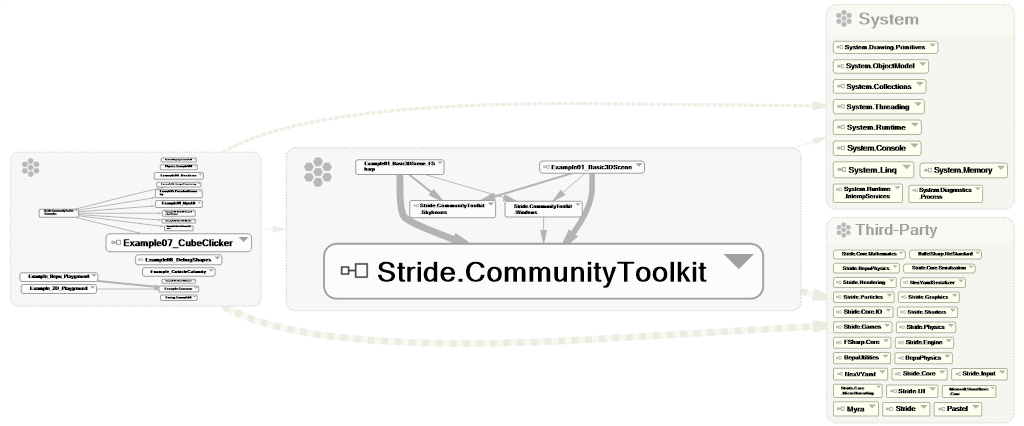 Example07_CubeClicker
Example08_DebugShapes
Example_CubicleCalamity
Example_Bepu_Playground
Example_2D_Playground
Example01_Basic3DScene_FS
harp
Example01_Basic3DScene
Stride.CommunityToolkit
.Skyboxes
Stride.CommunityToolkit
.Windows
Stride.CommunityToolkit
System
System.Drawing.Primitives
System.ObjectModel
System.Collections
System.Threading
System.Runtime
System.Console
System.Linq
System.Memory
System.Runtime
.InteropServices
System.Diagnostics
.Process
Third-Party
Stride.Core.Mathematics
BulletSharp.NetStandard
Stride.BepuPhysics
Stride.Core.Serialization
Stride.Rendering
NexYamlSerializer
Stride.Particles
Stride.Graphics
Stride.Core.IO
Stride.Shaders
Stride.Games
Stride.Physics
FSharp.Core
Stride.Engine
BepuUtilities
BepuPhysics
NexVYaml
Stride.Core
Stride.Input
Stride.Core
.MicroThreading
Stride.UI
Microsoft.VisualBasic
.Core
Myra
Stride
Pastel